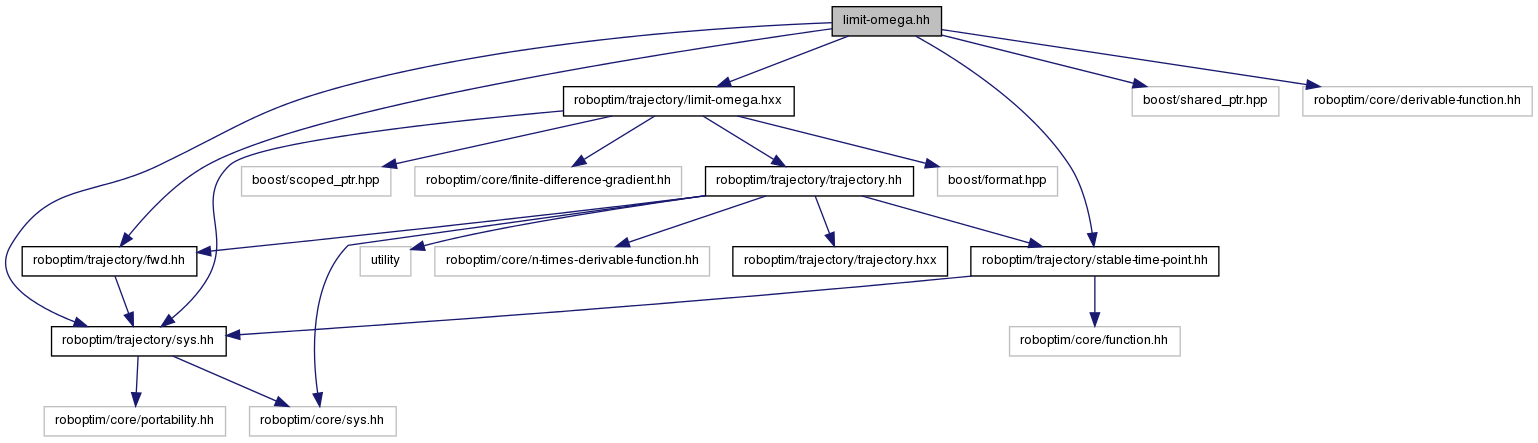 limit-omega.hh
roboptim/trajectory/limit-omega.hxx
boost/shared_ptr.hpp
roboptim/core/derivable-function.hh
boost/scoped_ptr.hpp
roboptim/core/finite-difference-gradient.hh
roboptim/trajectory/trajectory.hh
boost/format.hpp
roboptim/trajectory/fwd.hh
utility
roboptim/core/n-times-derivable-function.hh
roboptim/trajectory/trajectory.hxx
roboptim/trajectory/stable-time-point.hh
roboptim/trajectory/sys.hh
roboptim/core/function.hh
roboptim/core/portability.hh
roboptim/core/sys.hh